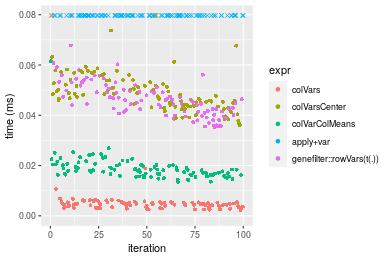 0.08
0.06
0.04
0.02
0.00
time (ms)
0
25
50
75
100
iteration
expr
colVars
colVarsCenter
colVarColMeans
apply+var
genefilter::rowVars(t(.))